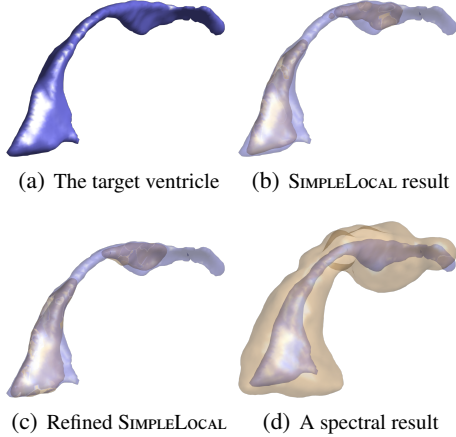 (a) The target ventricle
(b) SIMPLELOCAL result
(c) Refined SIMPLELOCAL
(d) A spectral result